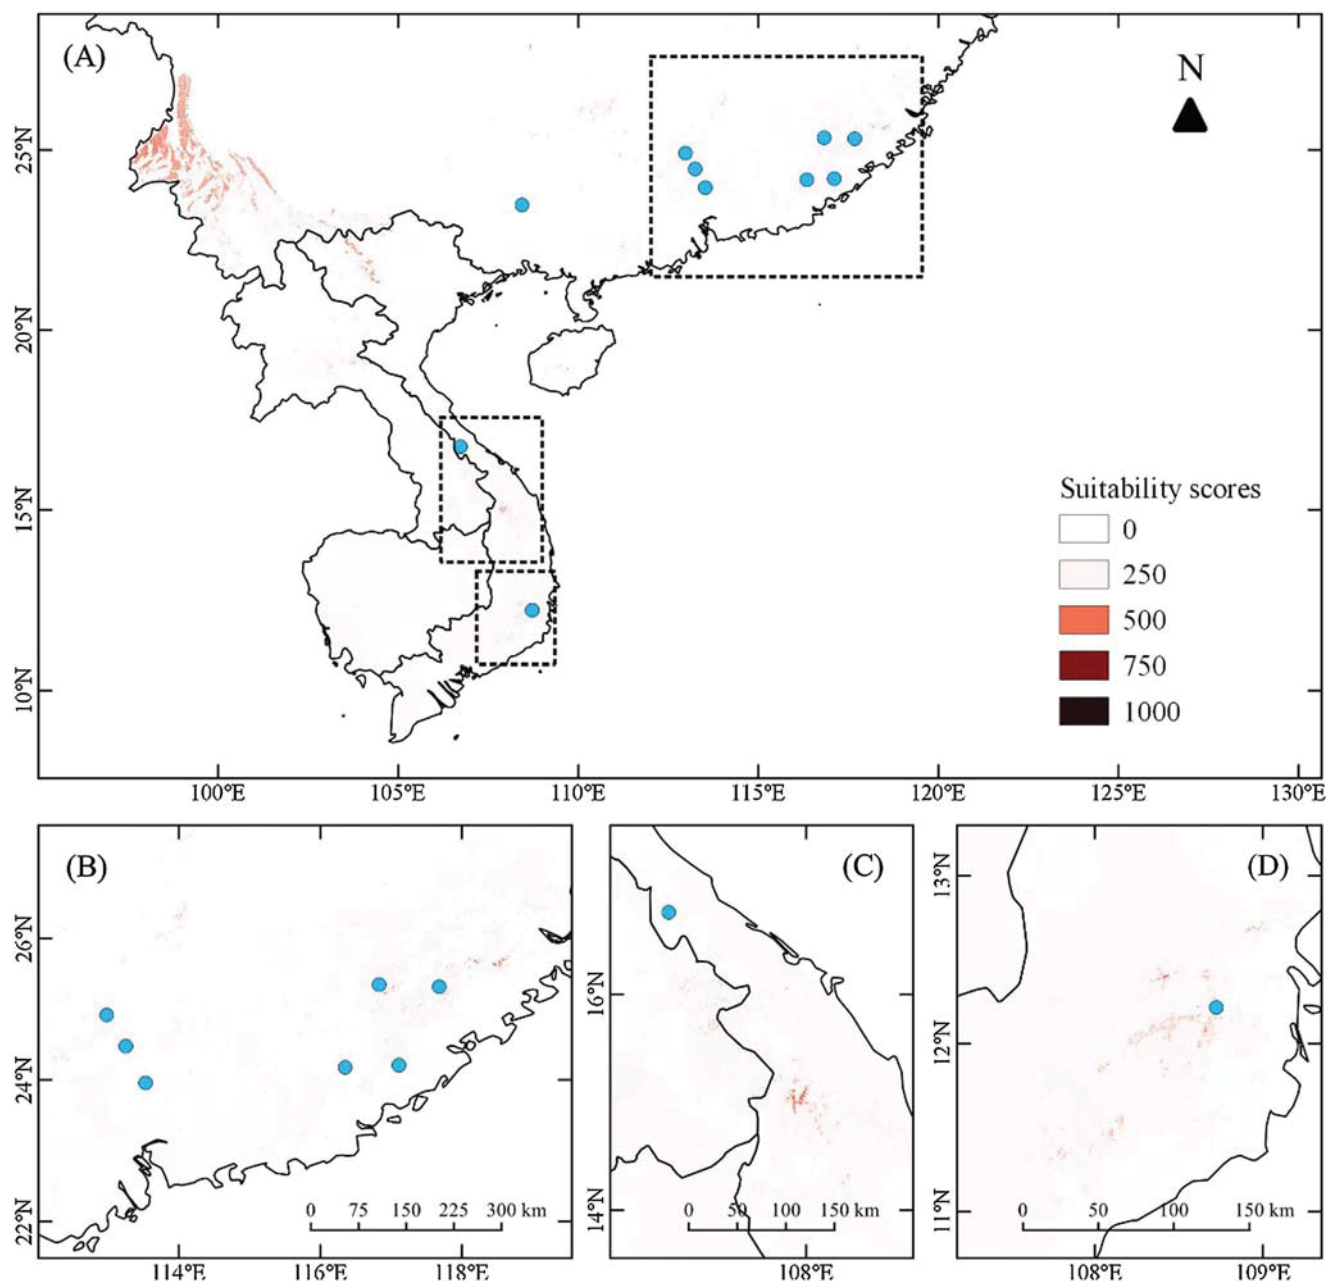 (A)
N
25°N
20°N
15°N
10°N
Suitability scores
0
250
500
750
1000
100°E 105°E 110°E 115°E 120°E 125°E 130°E
(B)
26°N
24°N
22°N
0 75 150 225 300 km
114°E 116°E 118°E
(C)
16°N
14°N
0 50 100 150 km
108°E
(D)
13°N
12°N
11°N
0 50 100 150 km
108°E 109°E